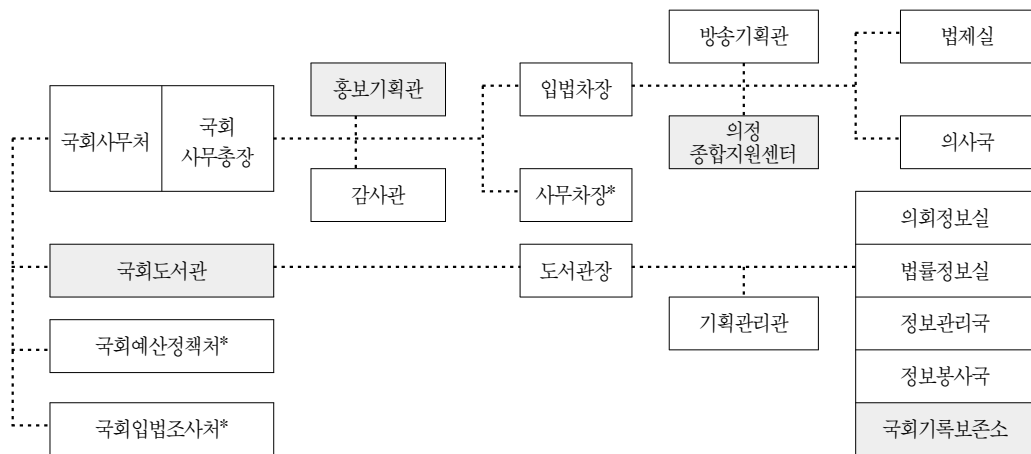 방송기획관
법제실
홍보기획관
입법차장
국회사무처
국회
사무총장
의정
종합지원센터
의사국
감사관
사무차장*
의회정보실
국회도서관
도서관장
법률정보실
기획관리관
정보관리국
국회예산정책처*
정보봉사국
국회입법조사처*
국회기록보존소